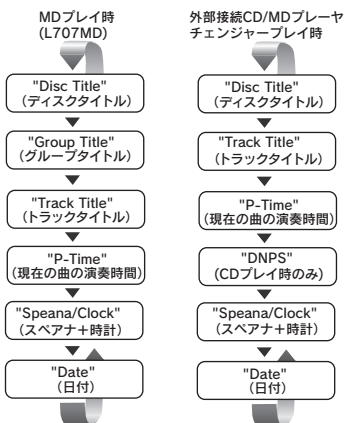 MDプレイ時
(L707MD)
"Disc Title"
(ディスクタイトル)
"Group Title"
(グループタイトル)
"Track Title"
(トラックタイトル)
"P-Time"
(現在の曲の演奏時間)
"Speana/Clock"
(スペアナ+時計)
"Date"
(日付)
外部接続CD/MDプレーヤ
チェンジャープレイ時
"Disc Title"
(ディスクタイトル)
"Track Title"
(トラックタイトル)
"P-Time"
(現在の曲の演奏時間)
"DNPS"
(CDプレイ時のみ)
"Speana/Clock"
(スペアナ+時計)
"Date"
(日付)